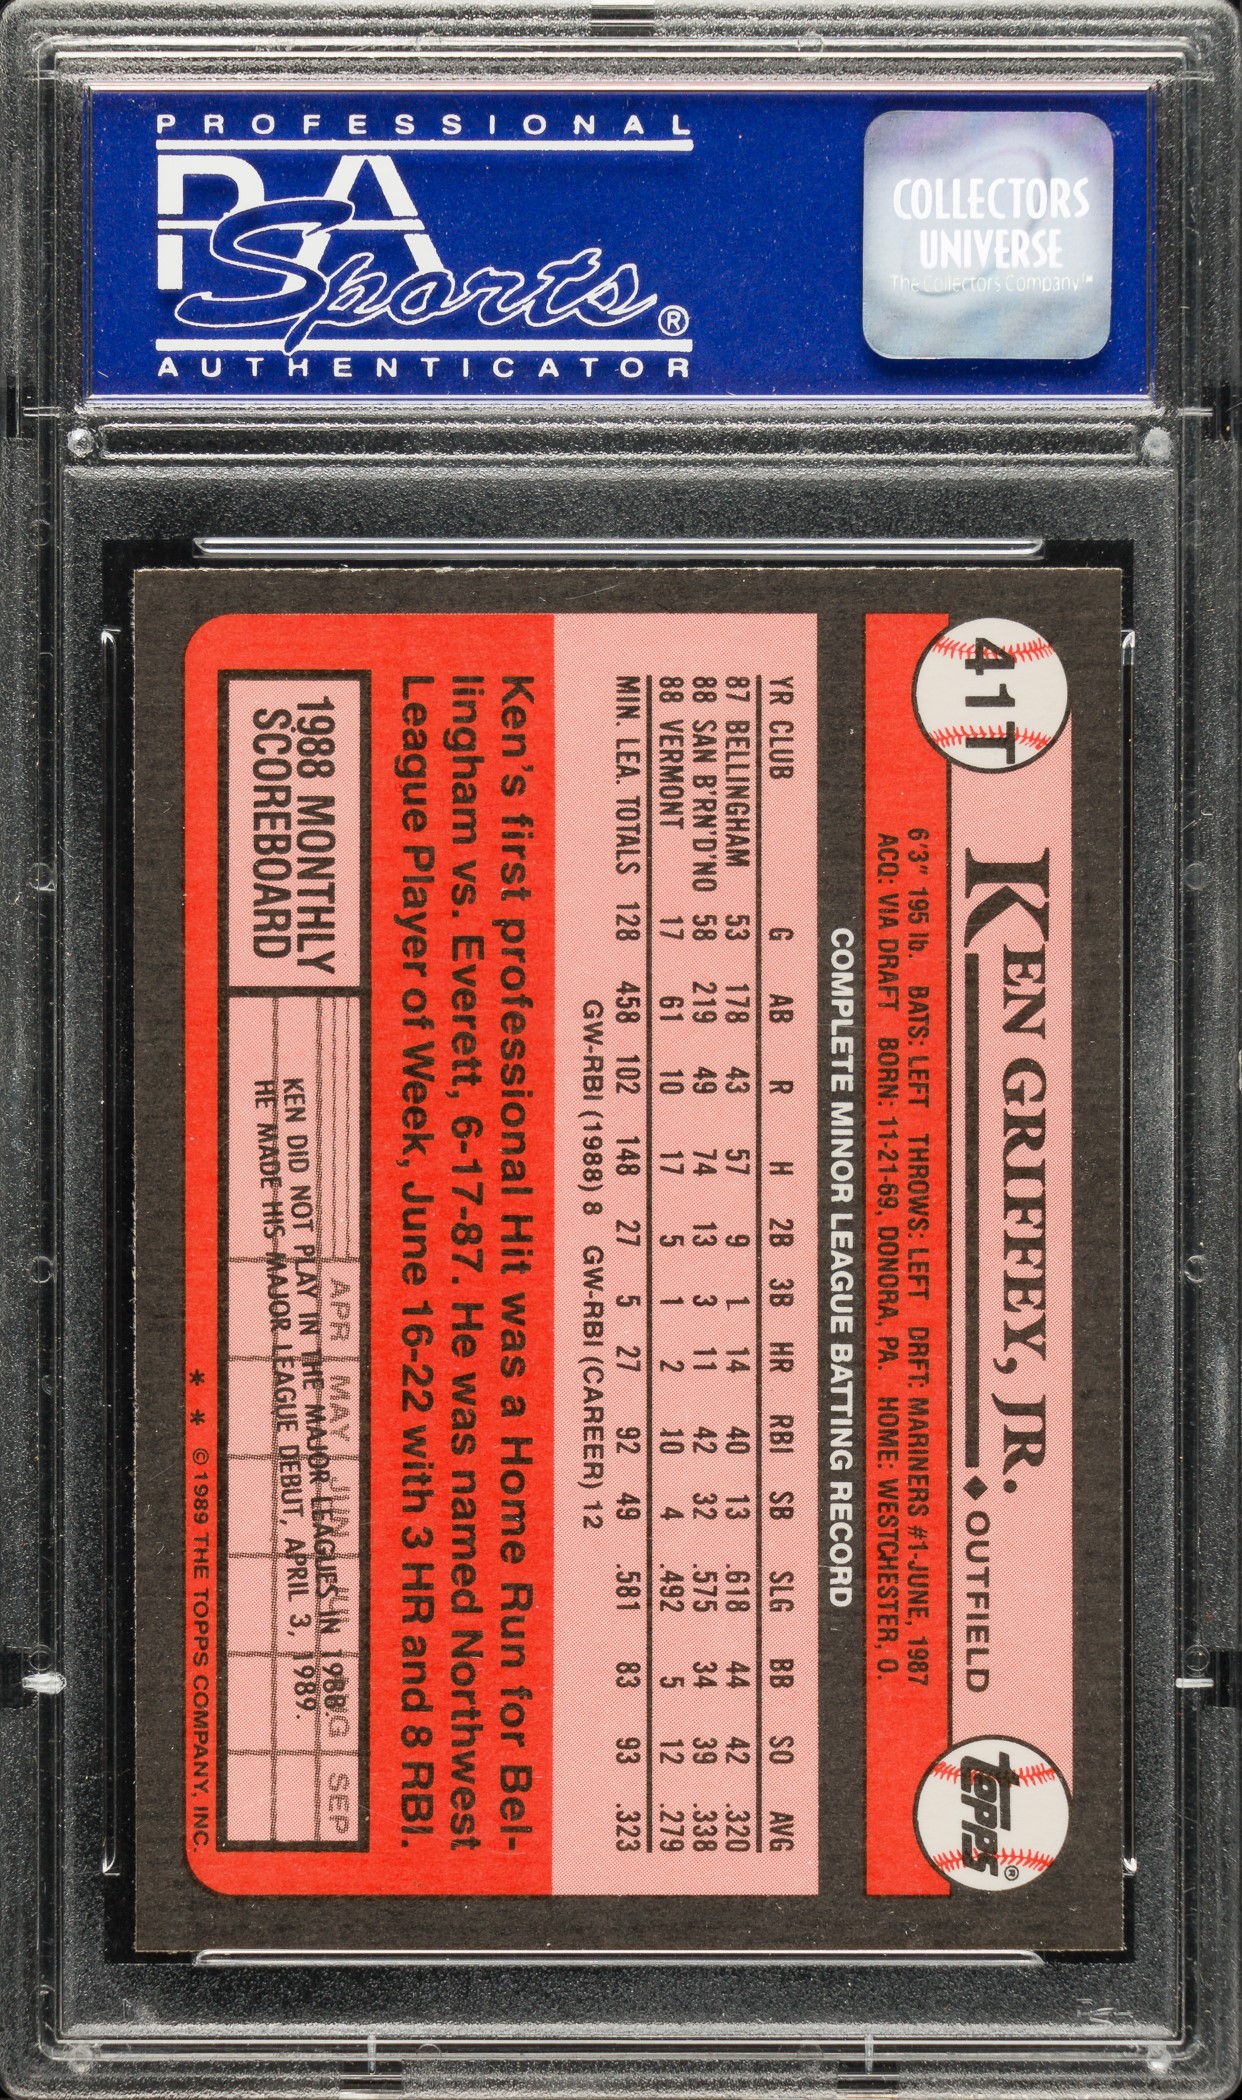 PROFESSIONAL
PSA
Sports®
AUTHENTICATOR
COLLECTORS
UNIVERSE
The Collectors Company™
41T
KEN GRIFFEY, JR. ◆ OUTFIELD
topps®
6'3" 195 lb. BATS: LEFT THROWS: LEFT DRFT: MARINERS #1-JUNE, 1987
ACQ: VIA DRAFT BORN: 11-21-69, DONORA, PA. HOME: WESTCHESTER, O.
COMPLETE MINOR LEAGUE BATTING RECORD
YR CLUB G AB R H 2B 3B HR RBI SB SLG BB SO AVG
87 BELLINGHAM 53 178 43 57 9 1 14 40 13 .618 44 42 .320
88 SAN B'RN'D'NO 58 219 49 74 13 3 11 42 32 .575 34 39 .338
88 VERMONT 17 61 10 17 5 1 2 10 4 .492 5 12 .279
MIN. LEA. TOTALS 128 458 102 148 27 5 27 92 49 .581 83 93 .323
GW-RBI (1988) 8 GW-RBI (CAREER) 12
Ken's first professional Hit was a Home Run for Bel-
lingham vs. Everett, 6-17-87. He was named Northwest
League Player of Week, June 16-22 with 3 HR and 8 RBI.
1988 MONTHLY
SCOREBOARD
APR MAY JUN JUL AUG SEP
KEN DID NOT PLAY IN THE MAJOR LEAGUES IN 1988.
HE MADE HIS MAJOR LEAGUE DEBUT, APRIL 3, 1989.
* * © 1989 THE TOPPS COMPANY, INC.